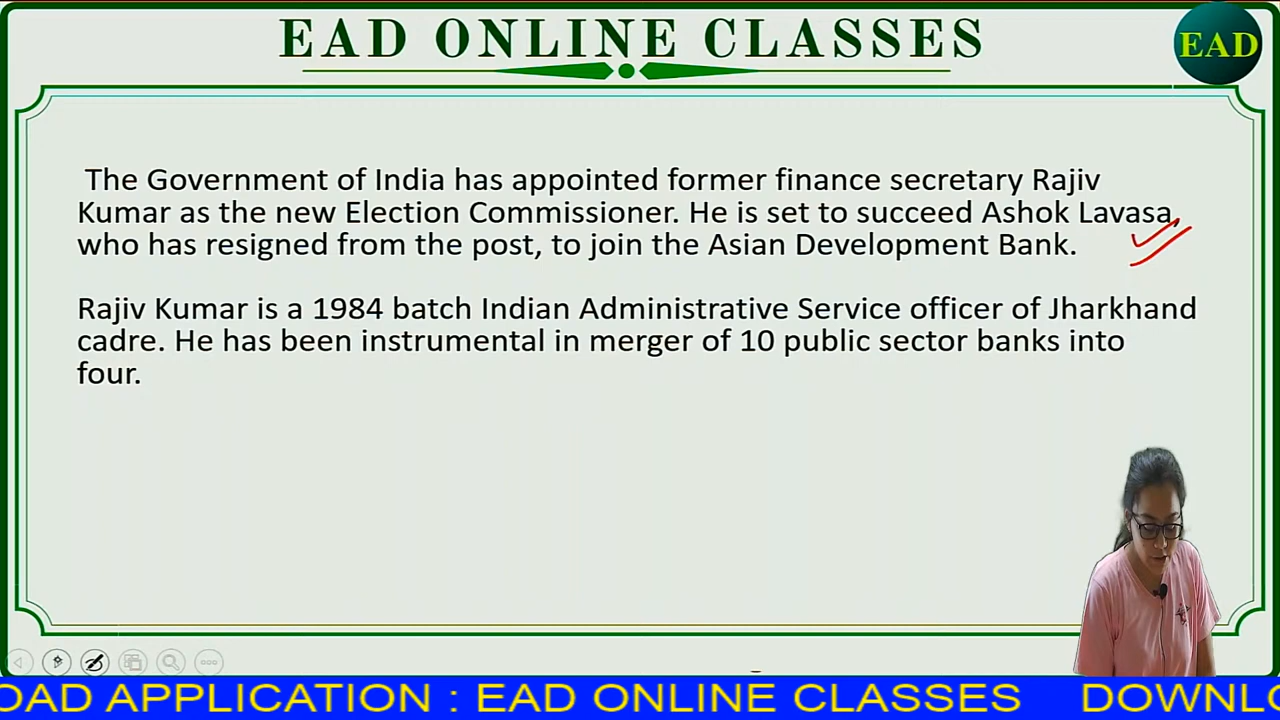 EAD ONLINE CLASSES
EAD
The Government of India has appointed former finance secretary Rajiv
Kumar as the new Election Commissioner. He is set to succeed Ashok Lavasa,
who has resigned from the post, to join the Asian Development Bank.
Rajiv Kumar is a 1984 batch Indian Administrative Service officer of Jharkhand
cadre. He has been instrumental in merger of 10 public sector banks into
four.
OAD APPLICATION : EAD ONLINE CLASSES DOWNLO